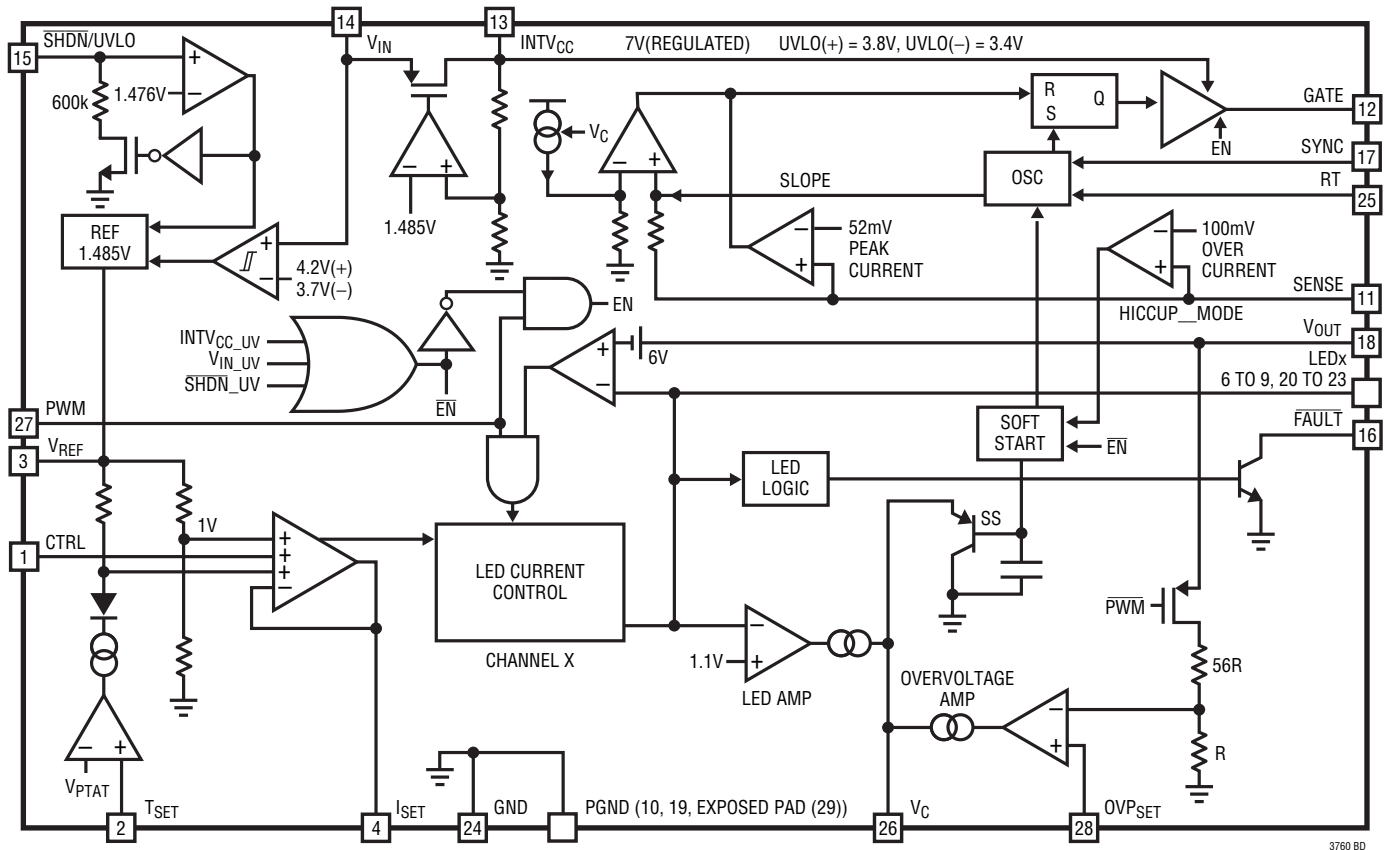 14
13
15
SHDN/UVLO
VIN
INTVCC
7V(REGULATED)
UVLO(+) = 3.8V, UVLO(–) = 3.4V
+
–
1.476V
600k
VC
R
S
Q
GATE
12
EN
SYNC
17
RT
25
OSC
SLOPE
–
+
–
+
1.485V
REF
1.485V
+
–
4.2V(+)
3.7V(–)
–
+
52mV
PEAK
CURRENT
–
+
100mV
OVER
CURRENT
SENSE
11
HICCUP__MODE
EN
INTVCC_UV
VIN_UV
SHDN_UV
EN
+
–
6V
VOUT
18
LEDx
6 TO 9, 20 TO 23
PWM
27
VREF
3
SOFT
START
EN
FAULT
16
LED
LOGIC
1V
CTRL
1
+
+
+
–
LED CURRENT
CONTROL
CHANNEL X
SS
PWM
56R
R
1.1V
–
+
LED AMP
OVERVOLTAGE
AMP
–
+
–
+
VPTAT
TSET
2
ISET
4
GND
24
PGND (10, 19, EXPOSED PAD (29))
VC
26
OVPSET
28
3760 BD